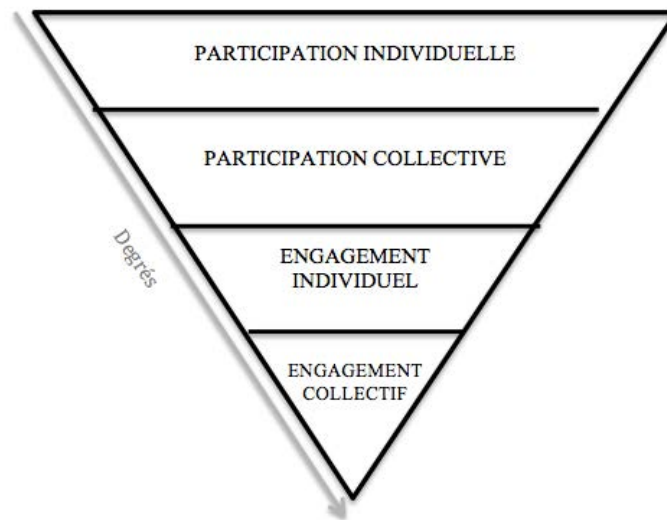 PARTICIPATION INDIVIDUELLE
PARTICIPATION COLLECTIVE
Degrés
ENGAGEMENT
INDIVIDUEL
ENGAGEMENT
COLLECTIF